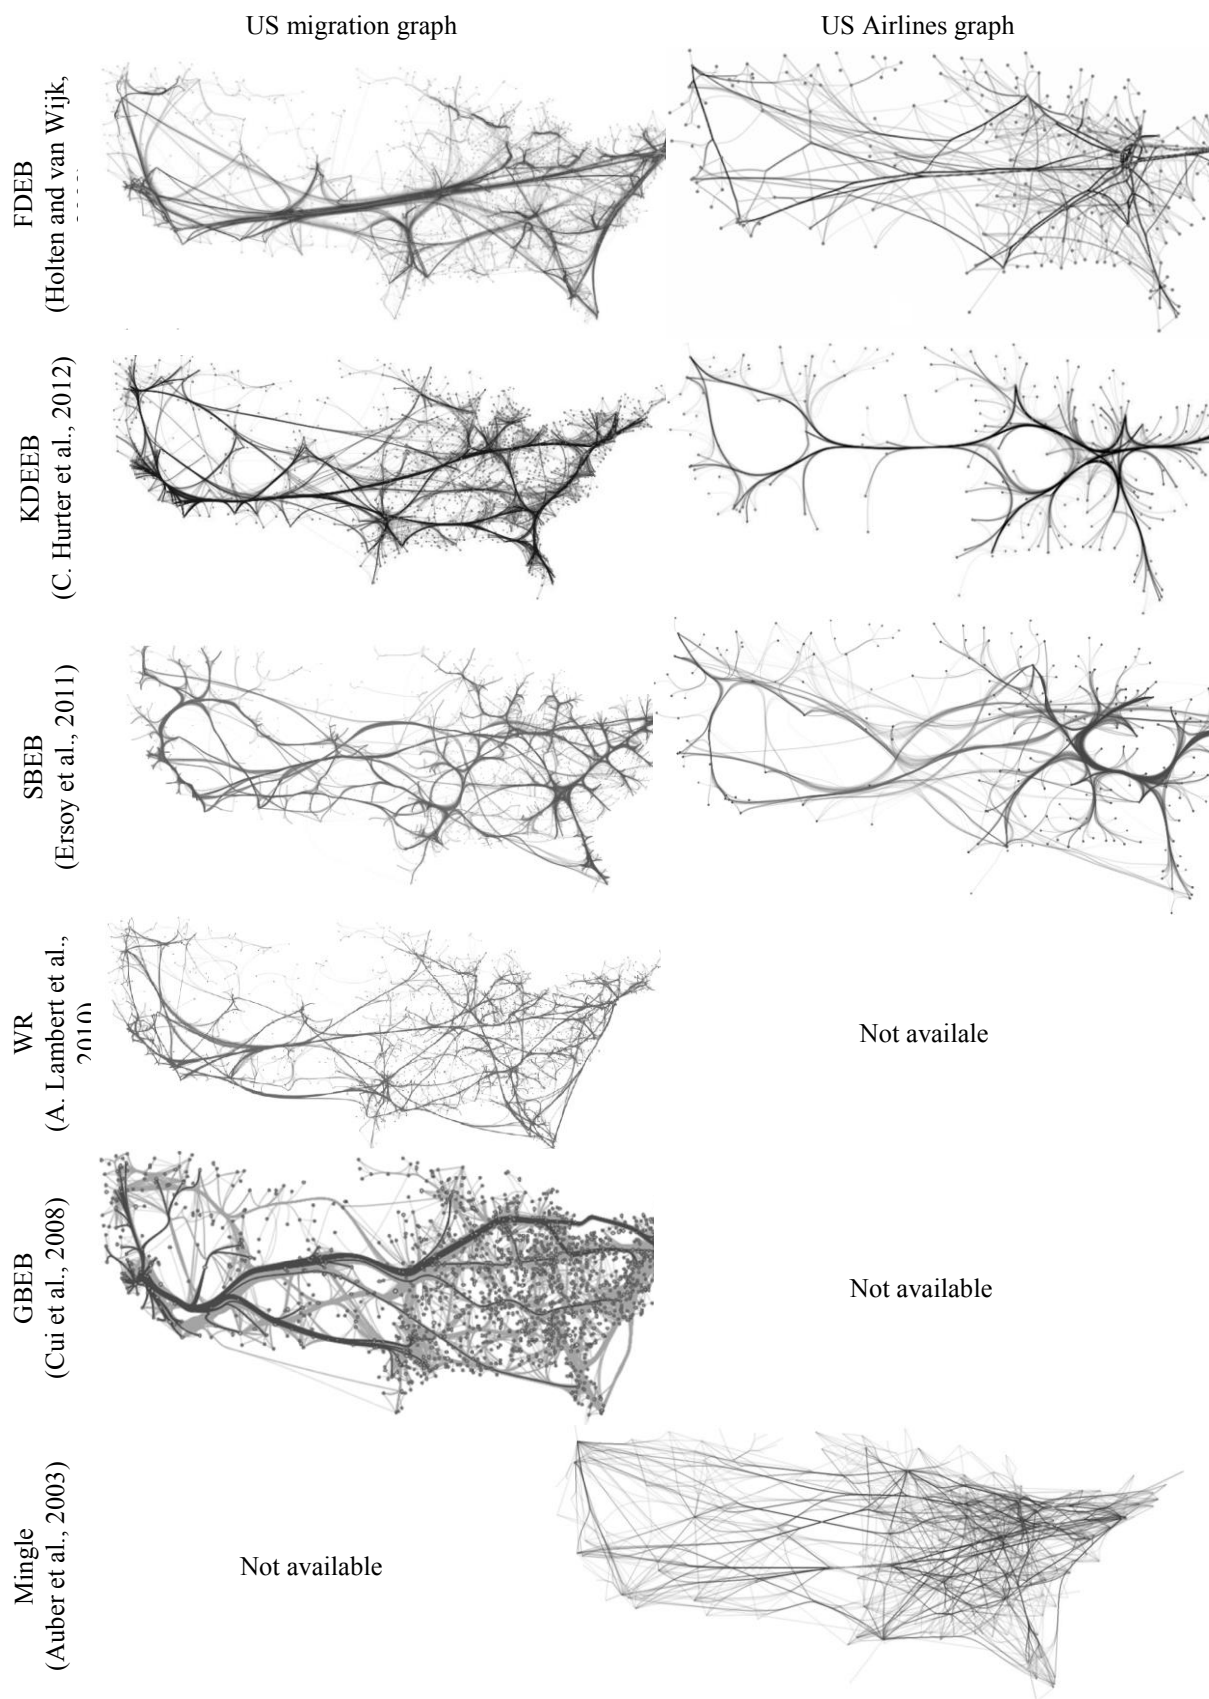 US migration graph
US Airlines graph
FDEB
(Holten and van Wijk,
KDEEB
(C. Hurter et al., 2012)
SBEB
(Ersoy et al., 2011)
WR
(A. Lambert et al.,
2010)
Not availale
GBEB
(Cui et al., 2008)
Not available
Mingle
(Auber et al., 2003)
Not available